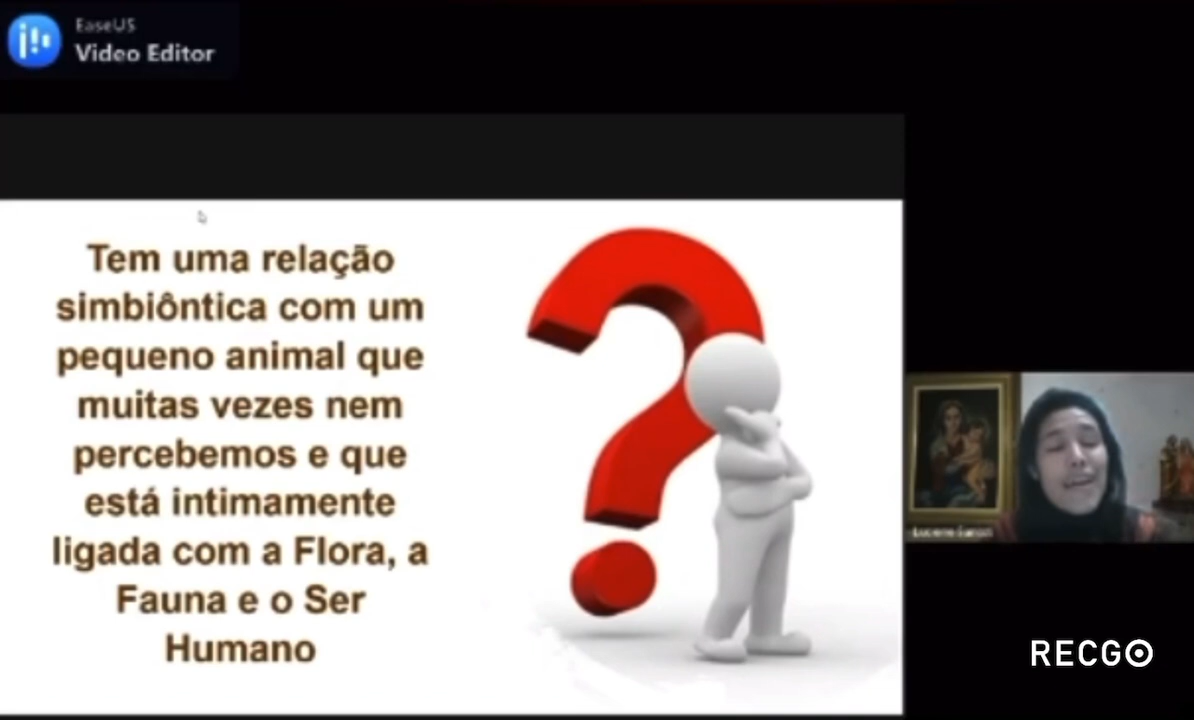 EaseUS
Video Editor
Tem uma relação
simbiôntica com um
pequeno animal que
muitas vezes nem
percebemos e que
está intimamente
ligada com a Flora, a
Fauna e o Ser
Humano
RECGO